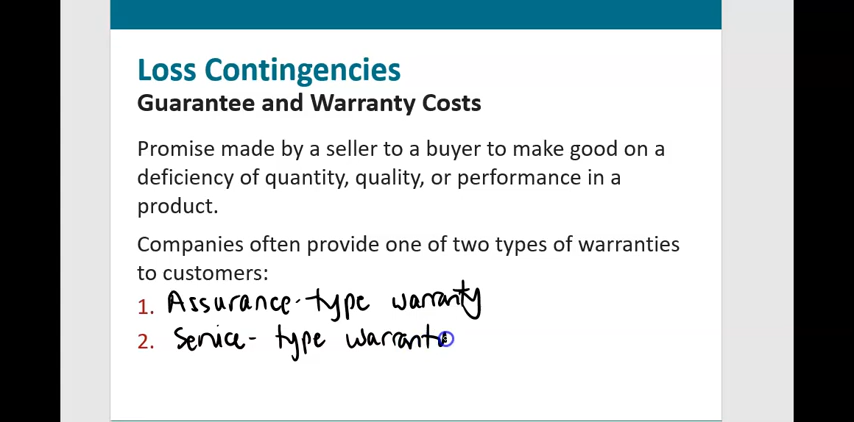 Loss Contingencies
Guarantee and Warranty Costs
Promise made by a seller to a buyer to make good on a
deficiency of quantity, quality, or performance in a
product.
Companies often provide one of two types of warranties
to customers:
1. Assurance-type warranty
2. Service-type warrant